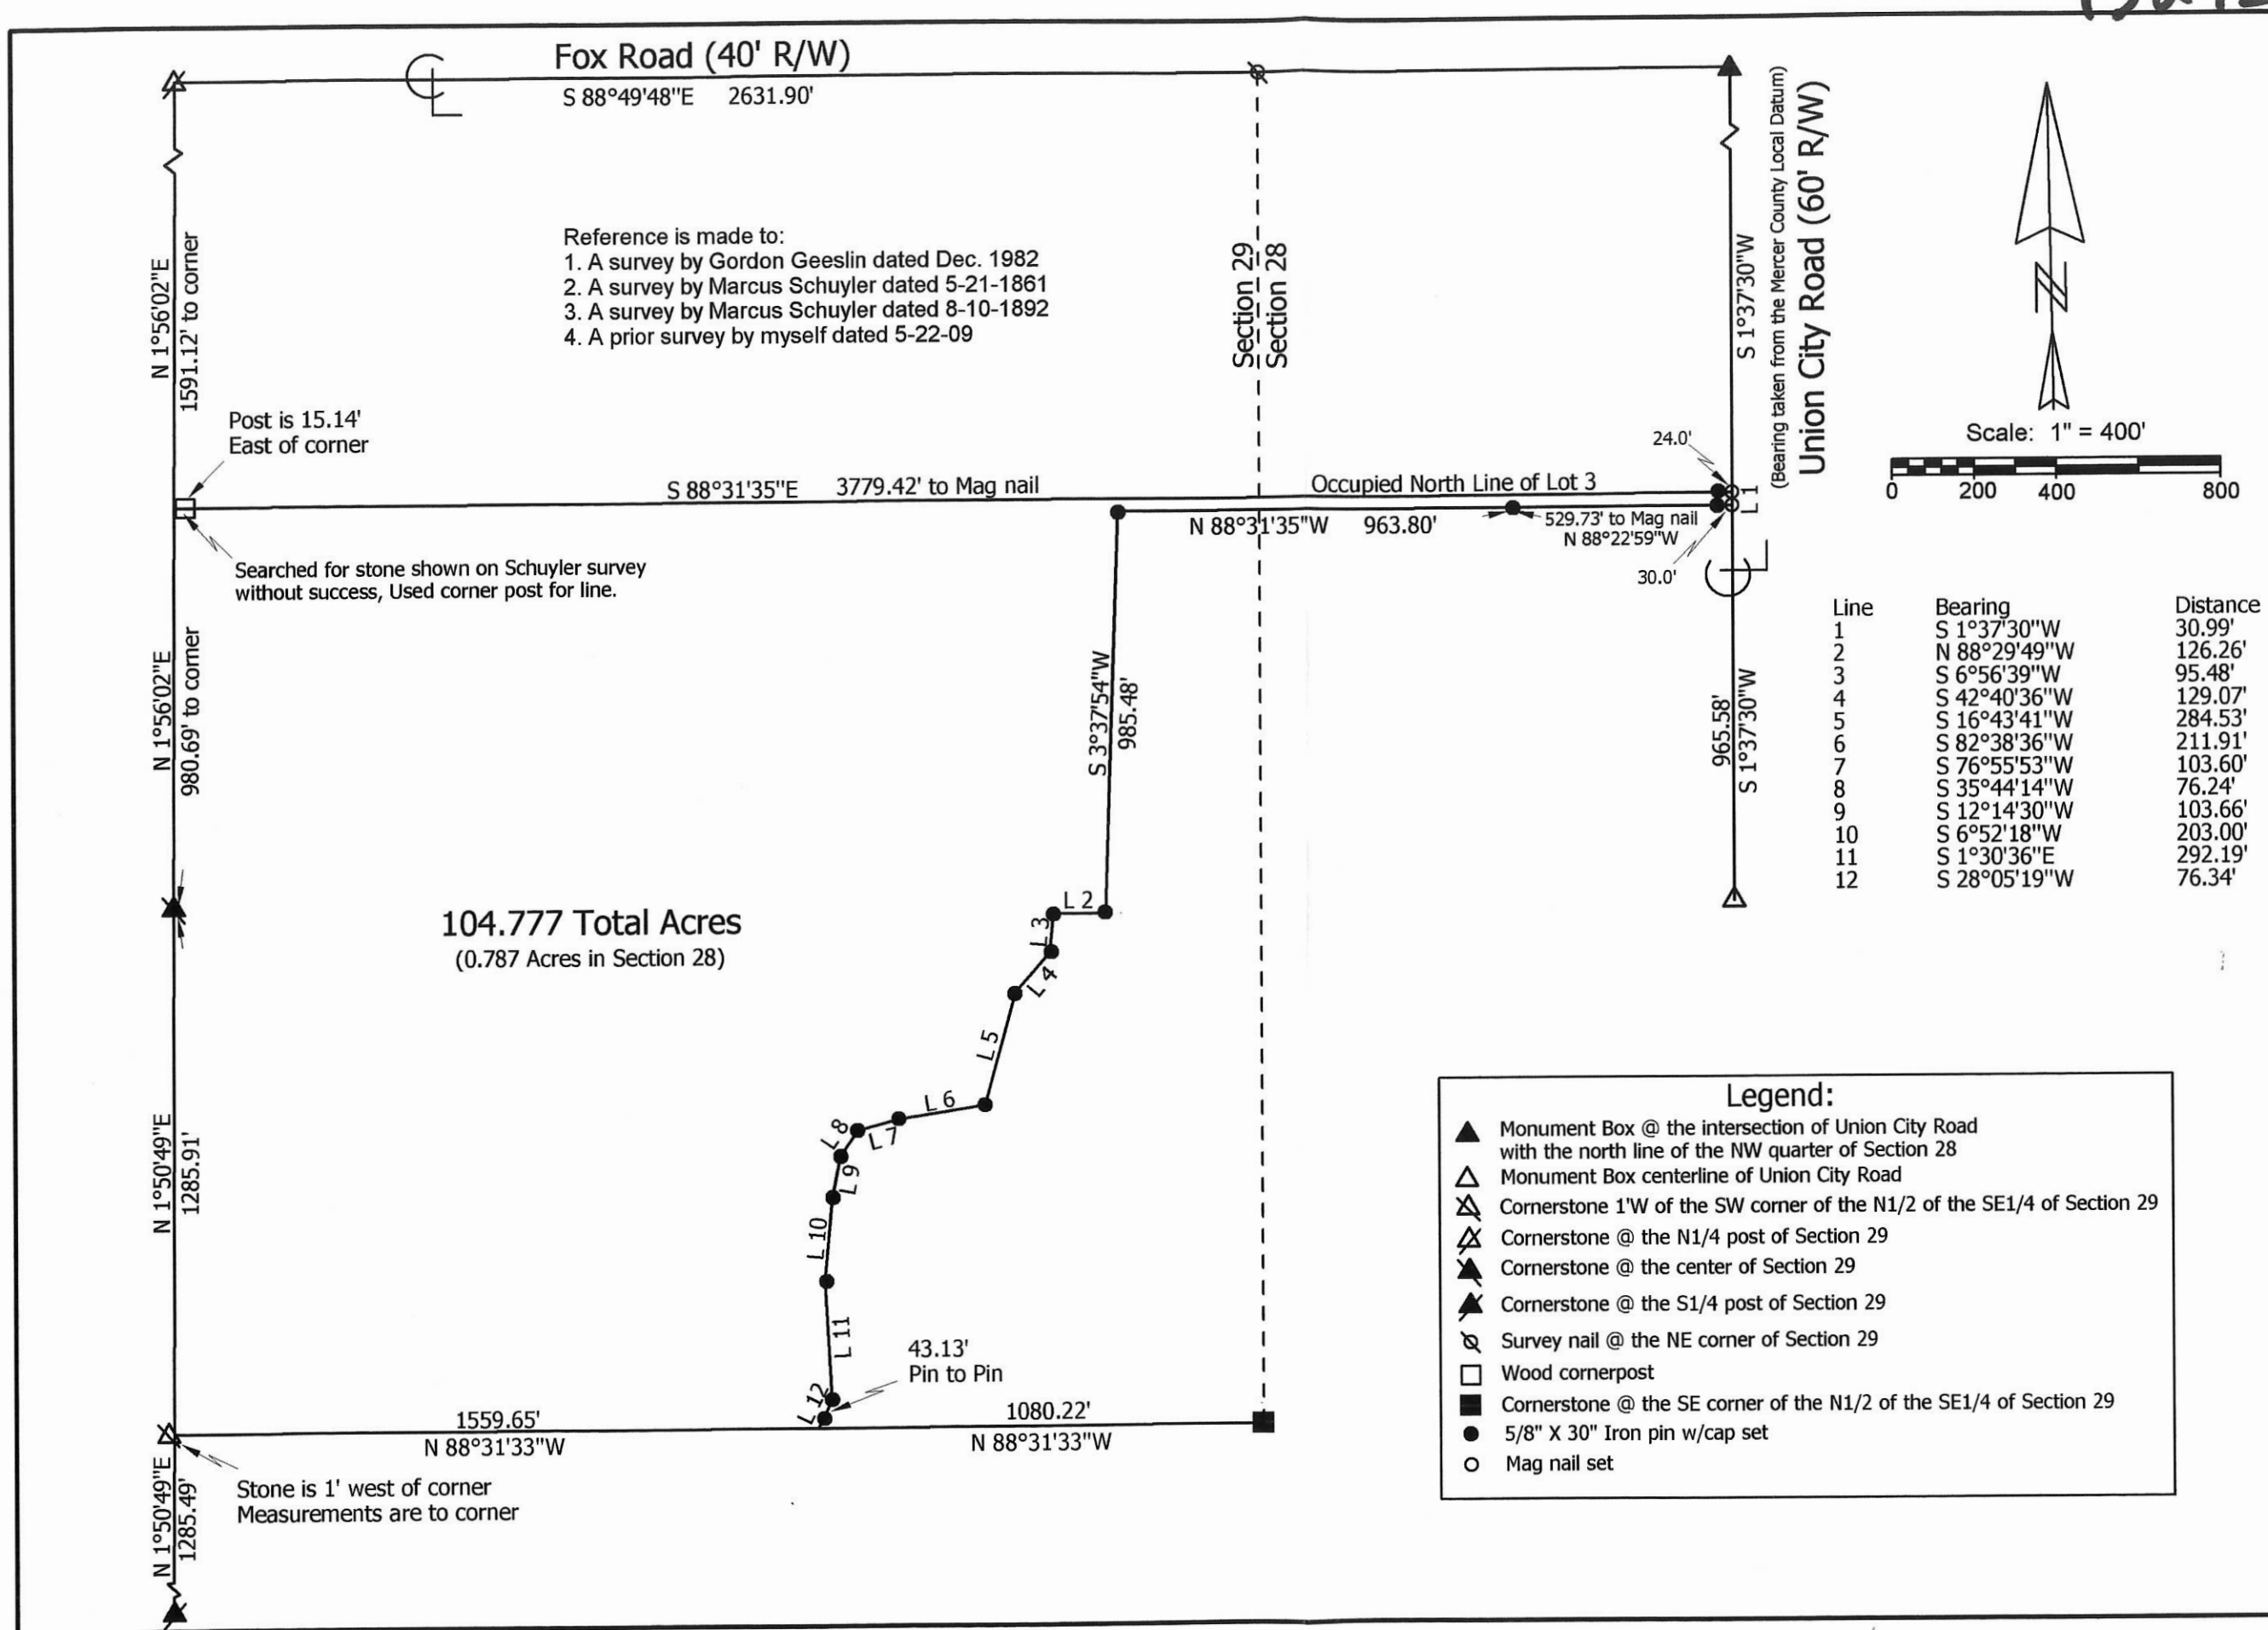 Fox Road (40' R/W)
S 88°49'48"E 2631.90'
N 1°56'02"E
1591.12' to corner
Reference is made to:
1. A survey by Gordon Geeslin dated Dec. 1982
2. A survey by Marcus Schuyler dated 5-21-1861
3. A survey by Marcus Schuyler dated 8-10-1892
4. A prior survey by myself dated 5-22-09
Section 29
Section 28
S 1°37'30"W
(Bearing taken from the Mercer County Local Datum)
Union City Road (60' R/W)
N
Scale: 1" = 400'
0 200 400 800
Post is 15.14'
East of corner
24.0'
S 88°31'35"E 3779.42' to Mag nail
Occupied North Line of Lot 3
L 1
N 88°31'35"W 963.80'
529.73' to Mag nail
N 88°22'59"W
30.0'
Searched for stone shown on Schuyler survey
without success, Used corner post for line.
N 1°56'02"E
980.69' to corner
S 3°37'54"W
985.48'
965.58'
S 1°37'30"W
Line Bearing Distance
1 S 1°37'30"W 30.99'
2 N 88°29'49"W 126.26'
3 S 6°56'39"W 95.48'
4 S 42°40'36"W 129.07'
5 S 16°43'41"W 284.53'
6 S 82°38'36"W 211.91'
7 S 76°55'53"W 103.60'
8 S 35°44'14"W 76.24'
9 S 12°14'30"W 103.66'
10 S 6°52'18"W 203.00'
11 S 1°30'36"E 292.19'
12 S 28°05'19"W 76.34'
104.777 Total Acres
(0.787 Acres in Section 28)
L 2
L 3
L 4
L 5
L 6
L 7
L 8
L 9
L 10
L 11
L 12
N 1°50'49"E
1285.91'
43.13'
Pin to Pin
1559.65'
N 88°31'33"W
1080.22'
N 88°31'33"W
N 1°50'49"E
1285.49'
Stone is 1' west of corner
Measurements are to corner
Legend:
Monument Box @ the intersection of Union City Road
with the north line of the NW quarter of Section 28
Monument Box centerline of Union City Road
Cornerstone 1'W of the SW corner of the N1/2 of the SE1/4 of Section 29
Cornerstone @ the N1/4 post of Section 29
Cornerstone @ the center of Section 29
Cornerstone @ the S1/4 post of Section 29
Survey nail @ the NE corner of Section 29
Wood cornerpost
Cornerstone @ the SE corner of the N1/2 of the SE1/4 of Section 29
5/8" X 30" Iron pin w/cap set
Mag nail set